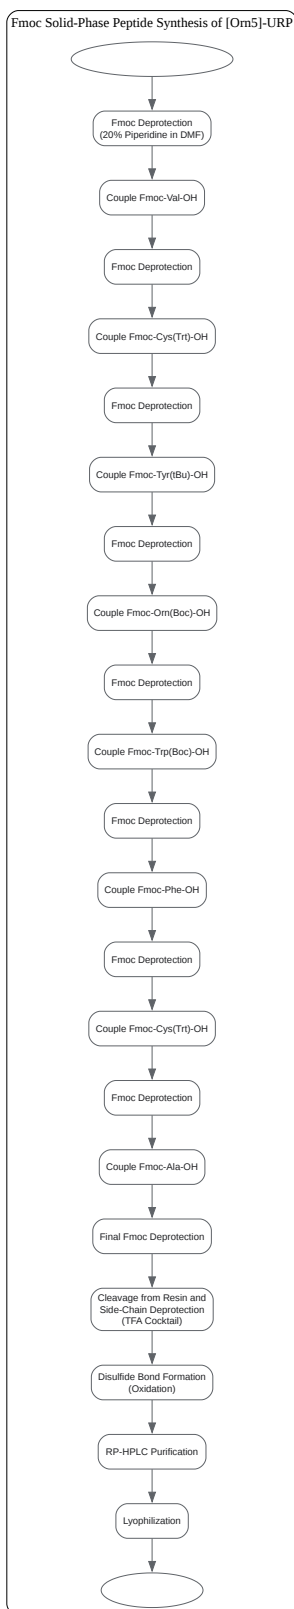 Fmoc Solid-Phase Peptide Synthesis of [Orn5]-URP
Fmoc Deprotection
(20% Piperidine in DMF)
Couple Fmoc-Val-OH
Fmoc Deprotection
Couple Fmoc-Cys(Trt)-OH
Fmoc Deprotection
Couple Fmoc-Tyr(tBu)-OH
Fmoc Deprotection
Couple Fmoc-Orn(Boc)-OH
Fmoc Deprotection
Couple Fmoc-Trp(Boc)-OH
Fmoc Deprotection
Couple Fmoc-Phe-OH
Fmoc Deprotection
Couple Fmoc-Cys(Trt)-OH
Fmoc Deprotection
Couple Fmoc-Ala-OH
Final Fmoc Deprotection
Cleavage from Resin and
Side-Chain Deprotection
(TFA Cocktail)
Disulfide Bond Formation
(Oxidation)
RP-HPLC Purification
Lyophilization